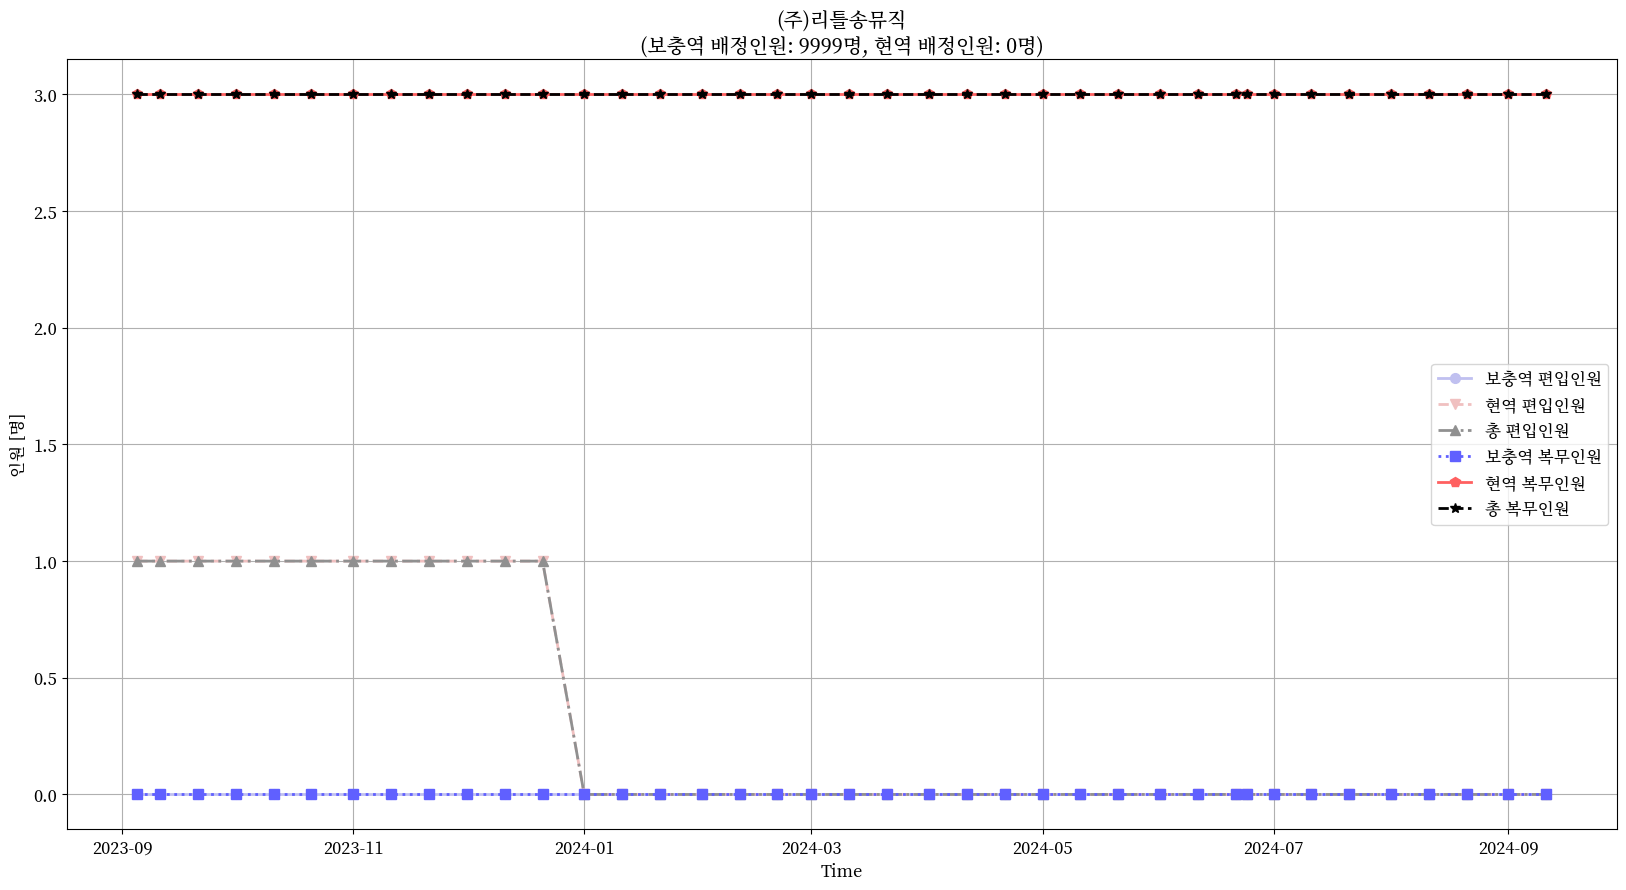 (주)리틀송뮤직
(보충역 배정인원: 9999명, 현역 배정인원: 0명)
인원 [명]
3.0
2.5
2.0
1.5
1.0
0.5
0.0
보충역 편입인원
현역 편입인원
총 편입인원
보충역 복무인원
현역 복무인원
총 복무인원
2023-09
2023-11
2024-01
2024-03
2024-05
2024-07
2024-09
Time